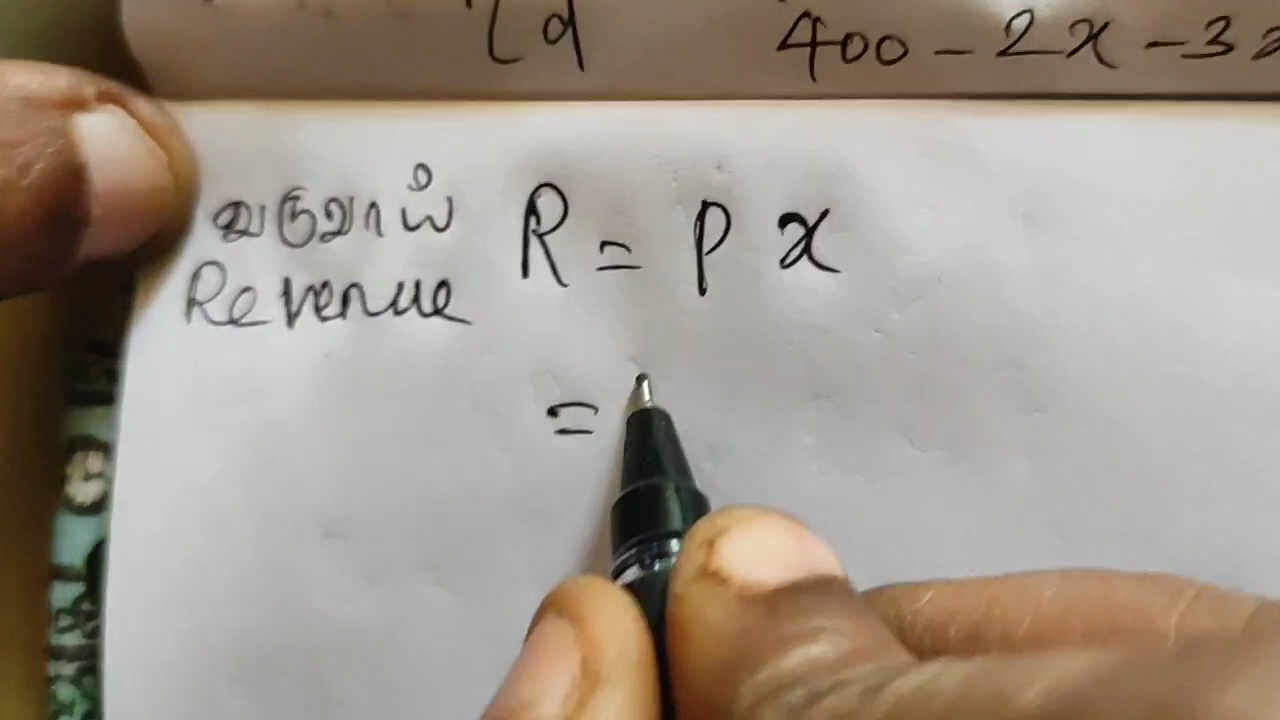 400 - 2x - 3
வருவாய் R = P x
Revenue
=